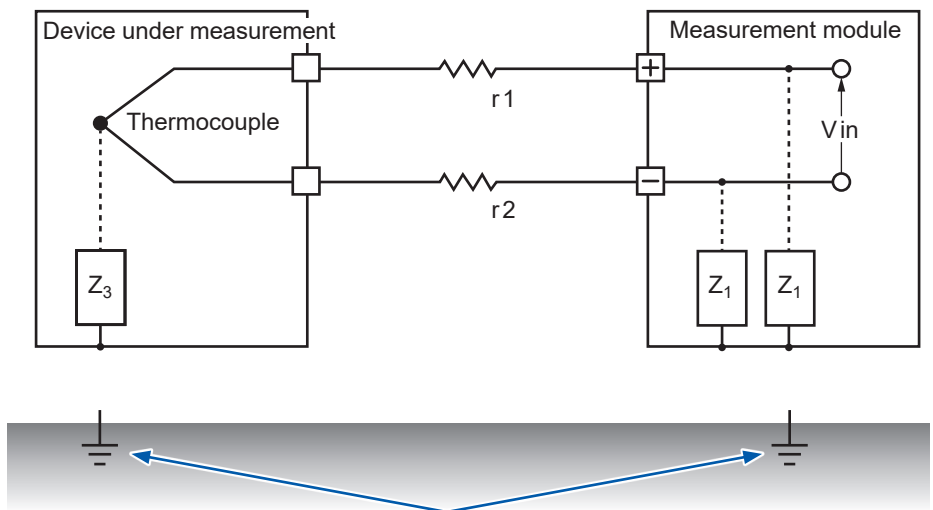 Device under measurement
Measurement module
+
r1
Thermocouple
Vin
−
r2
Z₃
Z₁
Z₁